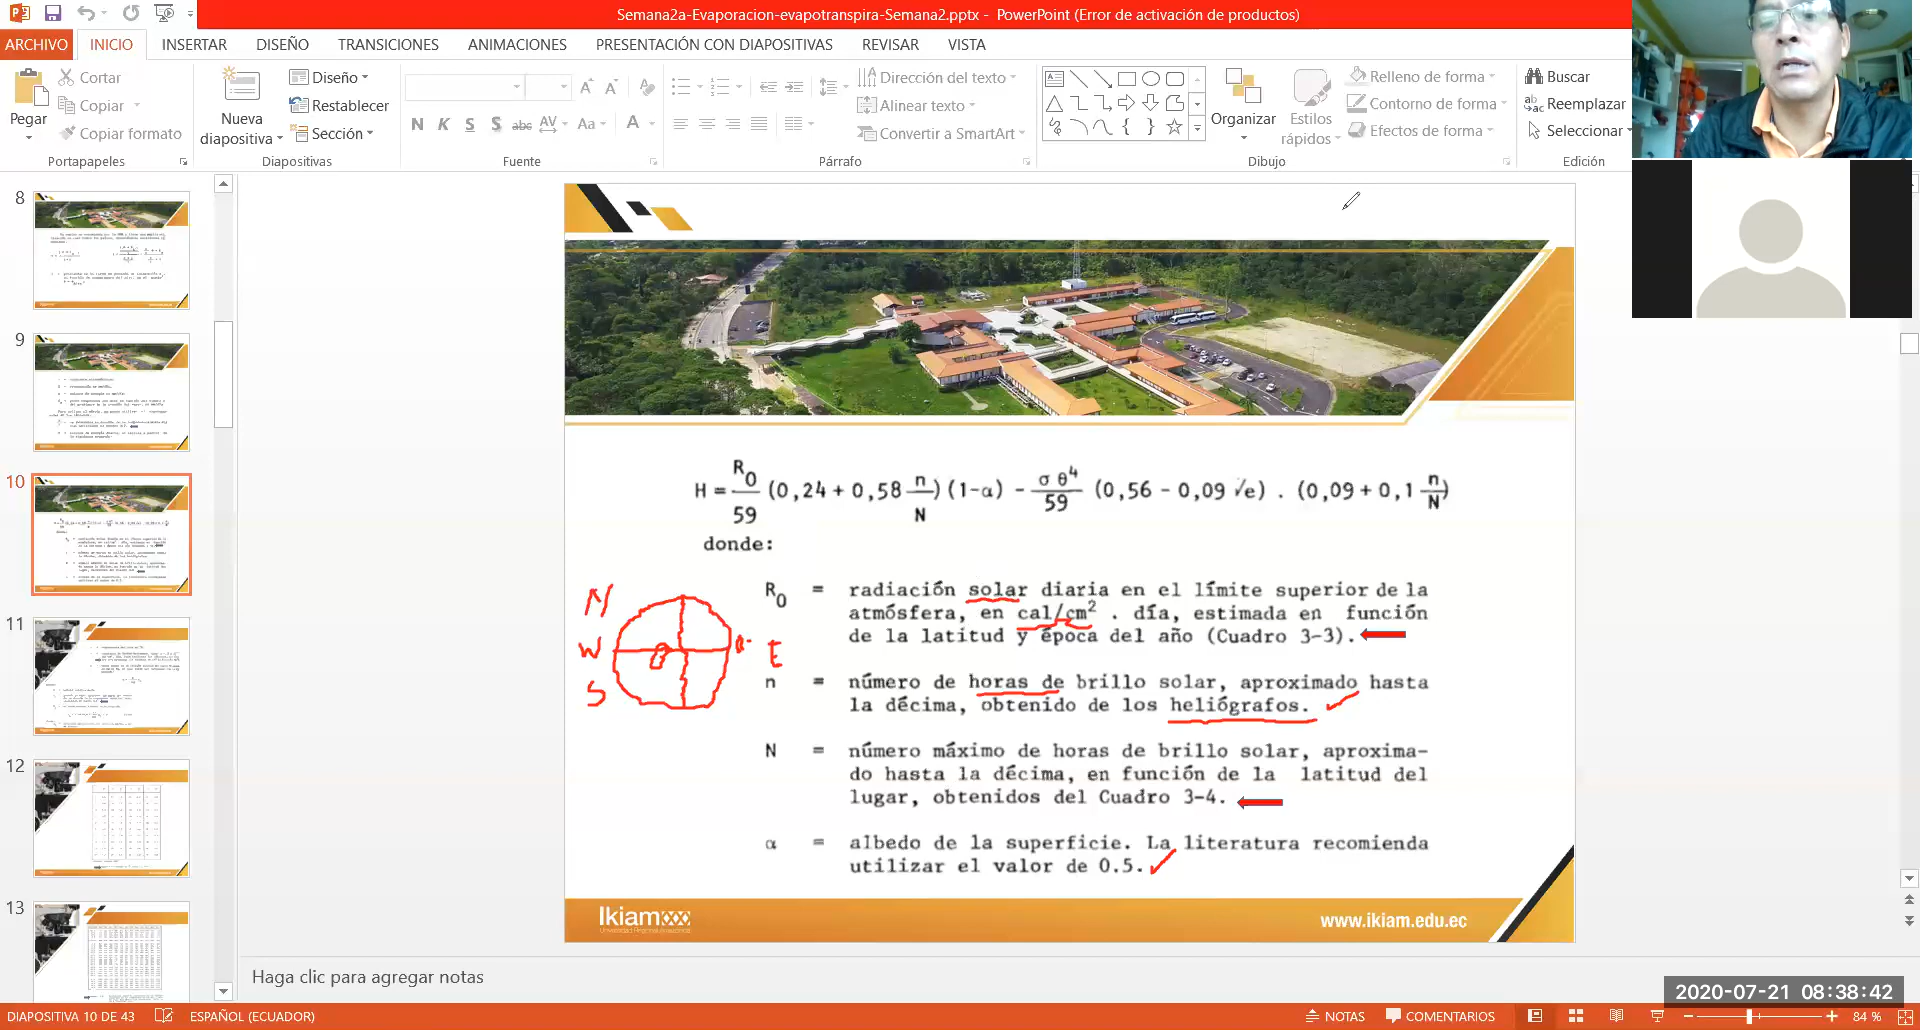 Semana2a-Evaporacion-evapotranspira-Semana2.pptx - PowerPoint (Error de activación de productos)
ARCHIVO INICIO INSERTAR DISEÑO TRANSICIONES ANIMACIONES PRESENTACIÓN CON DIAPOSITIVAS REVISAR VISTA
Pegar
Cortar
Copiar
Copiar formato
Portapapeles
Nueva diapositiva
Diseño
Restablecer
Sección
Diapositivas
N K S S abc AV Aa A
Fuente
Dirección del texto
Alinear texto
Convertir a SmartArt
Párrafo
Organizar
Estilos rápidos
Relleno de forma
Contorno de forma
Efectos de forma
Dibujo
Buscar
Reemplazar
Seleccionar
Edición
8
9
10
11
12
13
H = R₀/59 (0,24 + 0,58 n/N) (1-α) - σ θ⁴/59 (0,56 - 0,09 √e) . (0,09 + 0,1 n/N)
donde:
R₀ = radiación solar diaria en el límite superior de la
atmósfera, en cal/cm² . día, estimada en función
de la latitud y época del año (Cuadro 3-3).
n = número de horas de brillo solar, aproximado hasta
la décima, obtenido de los heliógrafos.
N = número máximo de horas de brillo solar, aproxima-
do hasta la décima, en función de la latitud del
lugar, obtenidos del Cuadro 3-4.
α = albedo de la superficie. La literatura recomienda
utilizar el valor de 0.5.
N
W
E
S
Ikiam
www.ikiam.edu.ec
Haga clic para agregar notas
2020-07-21 08:38:42
DIAPOSITIVA 10 DE 43 ESPAÑOL (ECUADOR) NOTAS COMENTARIOS 84 %